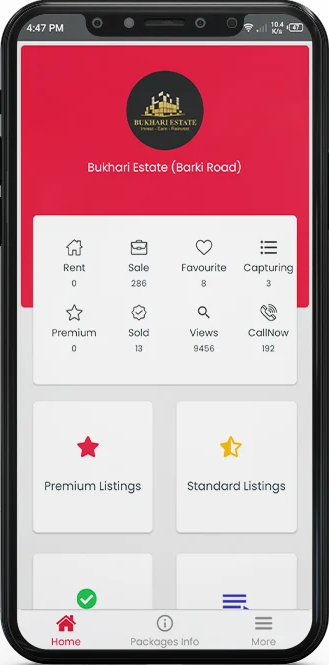 4:47 PM
10.4
K/s
47
BUKHARI ESTATE
Invest - Earn - Reinvest
Bukhari Estate (Barki Road)
Rent Sale Favourite Capturing
0 286 8 3
Premium Sold Views CallNow
0 13 9456 192
Premium Listings Standard Listings
Home Packages Info More